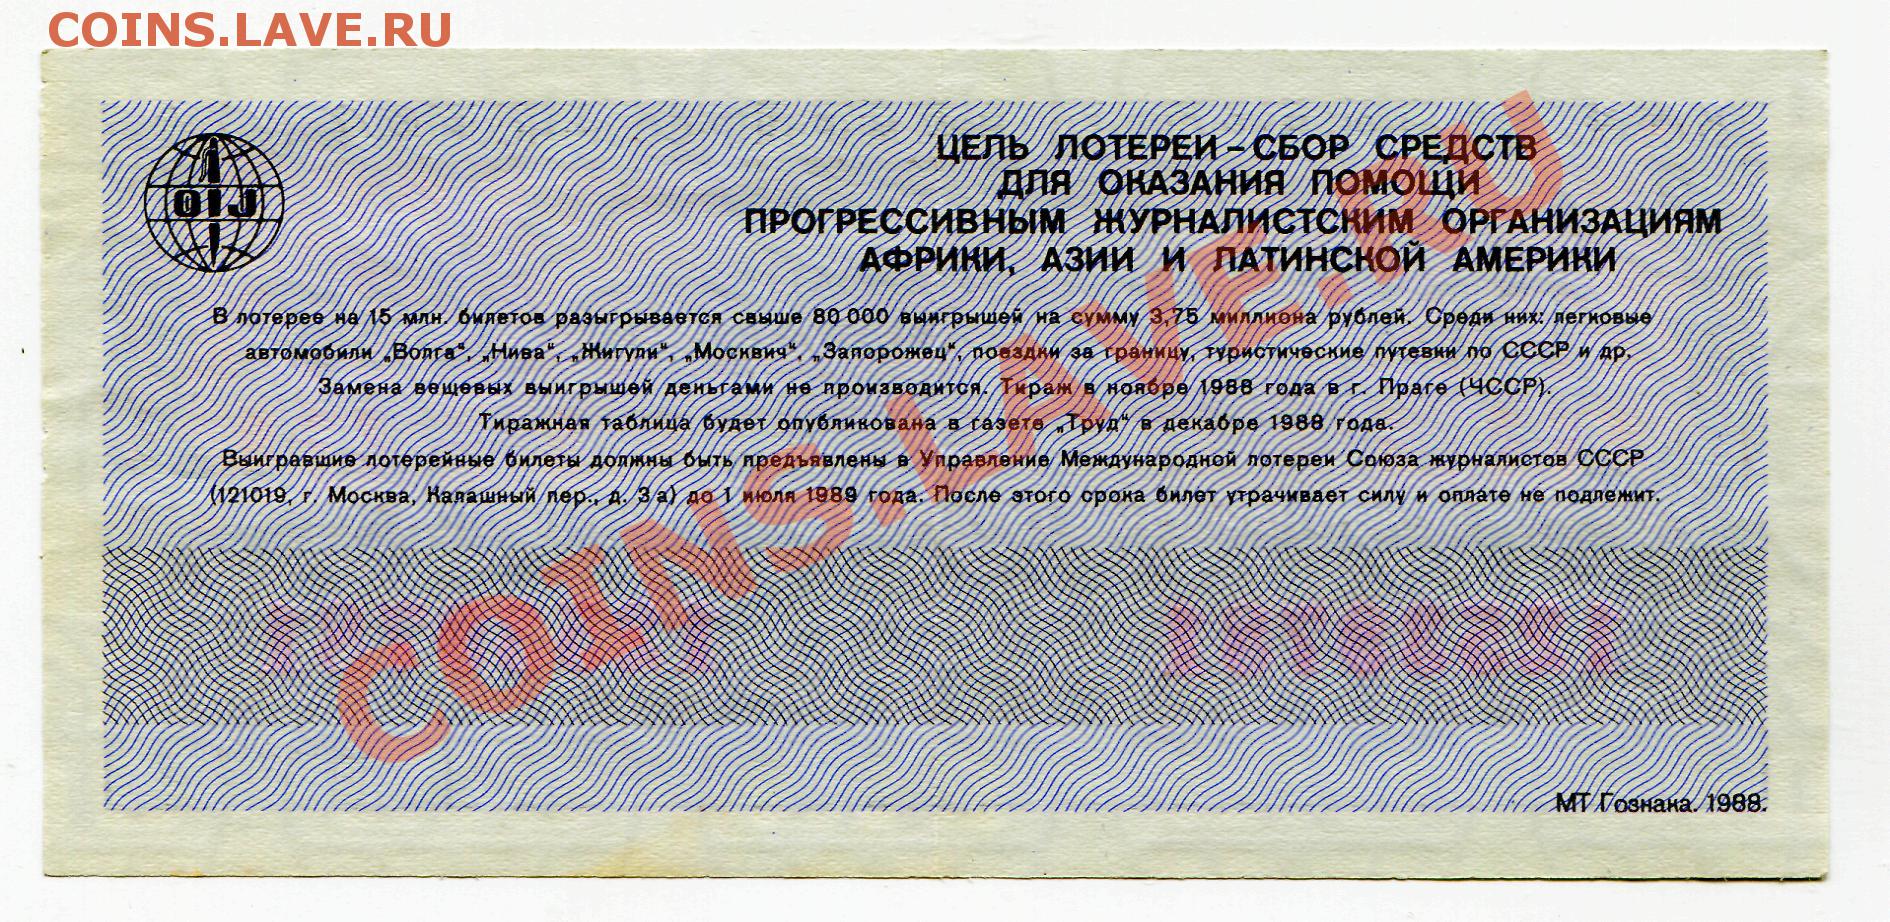 COINS.LAVE.RU
OIJ
ЦЕЛЬ ЛОТЕРЕИ – СБОР СРЕДСТВ
ДЛЯ ОКАЗАНИЯ ПОМОЩИ
ПРОГРЕССИВНЫМ ЖУРНАЛИСТСКИМ ОРГАНИЗАЦИЯМ
АФРИКИ, АЗИИ И ЛАТИНСКОЙ АМЕРИКИ
В лотерее на 15 млн. билетов разыгрывается свыше 80 000 выигрышей на сумму 3,75 миллиона рублей. Среди них: легковые
автомобили „Волга“, „Нива“, „Жигули“, „Москвич“, „Запорожец“, поездки за границу, туристические путевки по СССР и др.
Замена вещевых выигрышей деньгами не производится. Тираж в ноябре 1988 года в г. Праге (ЧССР).
Тиражная таблица будет опубликована в газете „Труд“ в декабре 1988 года.
Выигравшие лотерейные билеты должны быть предъявлены в Управление Международной лотереи Союза журналистов СССР
(121019, г. Москва, Калашный пер., д. 3а) до 1 июля 1989 года. После этого срока билет утрачивает силу и оплате не подлежит.
COINS.LAVE.RU
МТ Гознака. 1988.